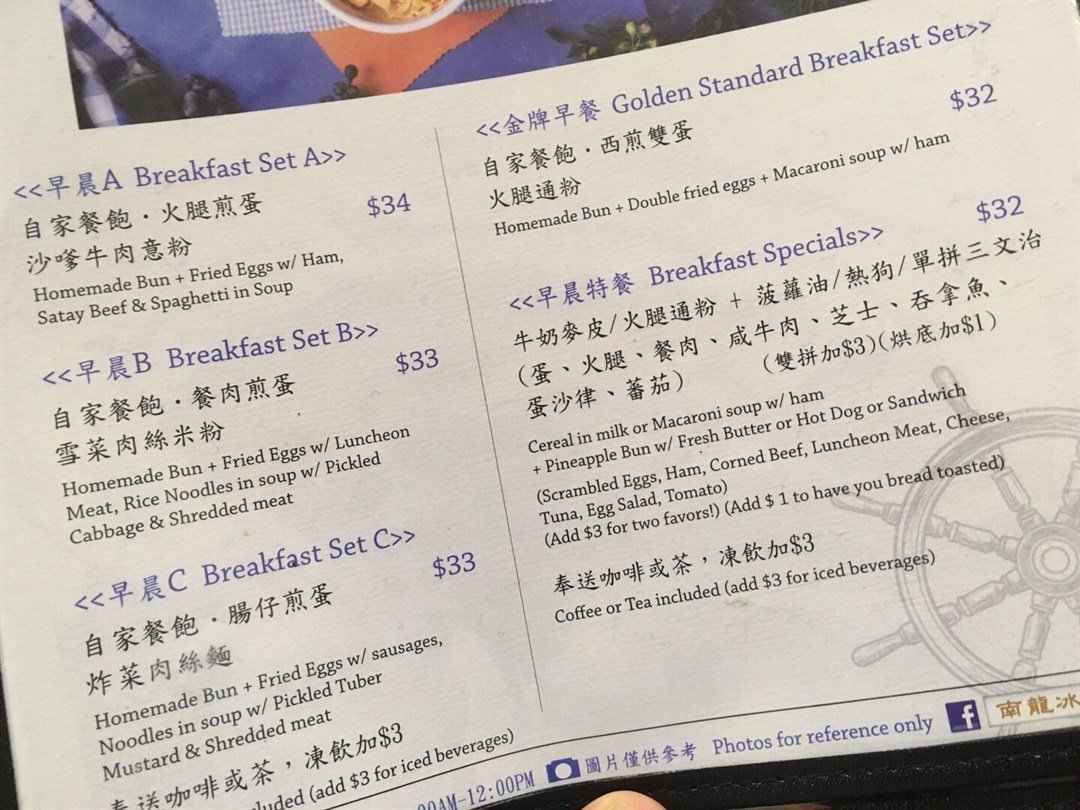 <<早晨A Breakfast Set A>>
自家餐飽・火腿煎蛋 $34
沙嗲牛肉意粉
Homemade Bun + Fried Eggs w/ Ham,
Satay Beef & Spaghetti in Soup
<<早晨B Breakfast Set B>>
自家餐飽・餐肉煎蛋 $33
雪菜肉絲米粉
Homemade Bun + Fried Eggs w/ Luncheon
Meat, Rice Noodles in soup w/ Pickled
Cabbage & Shredded meat
<<早晨C Breakfast Set C>>
自家餐飽・腸仔煎蛋 $33
炸菜肉絲麵
Homemade Bun + Fried Eggs w/ sausages,
Noodles in soup w/ Pickled Tuber
Mustard & Shredded meat
奉送咖啡或茶，凍飲加$3
(add $3 for iced beverages)
<<金牌早餐 Golden Standard Breakfast Set>>
自家餐飽・西煎雙蛋 $32
火腿通粉
Homemade Bun + Double fried eggs + Macaroni soup w/ ham
<<早晨特餐 Breakfast Specials>> $32
牛奶麥皮/火腿通粉 + 菠蘿油/熱狗/單拼三文治
(蛋、火腿、餐肉、咸牛肉、芝士、吞拿魚、
蛋沙律、蕃茄) (雙拼加$3)(烘底加$1)
Cereal in milk or Macaroni soup w/ ham
+ Pineapple Bun w/ Fresh Butter or Hot Dog or Sandwich
(Scrambled Eggs, Ham, Corned Beef, Luncheon Meat, Cheese,
Tuna, Egg Salad, Tomato)
(Add $3 for two favors!) (Add $ 1 to have you bread toasted)
奉送咖啡或茶，凍飲加$3
Coffee or Tea included (add $3 for iced beverages)
-12:00PM 圖片僅供參考 Photos for reference only f 南龍冰